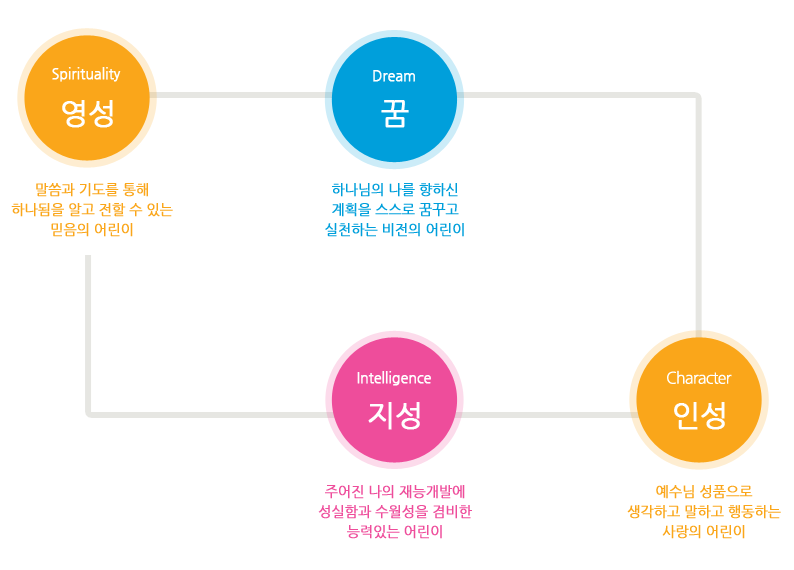 Spirituality
영성
말씀과 기도를 통해
하나됨을 알고 전할 수 있는
믿음의 어린이
Dream
꿈
하나님의 나를 향하신
계획을 스스로 꿈꾸고
실천하는 비전의 어린이
Intelligence
지성
주어진 나의 재능개발에
성실함과 수월성을 겸비한
능력있는 어린이
Character
인성
예수님 성품으로
생각하고 말하고 행동하는
사랑의 어린이